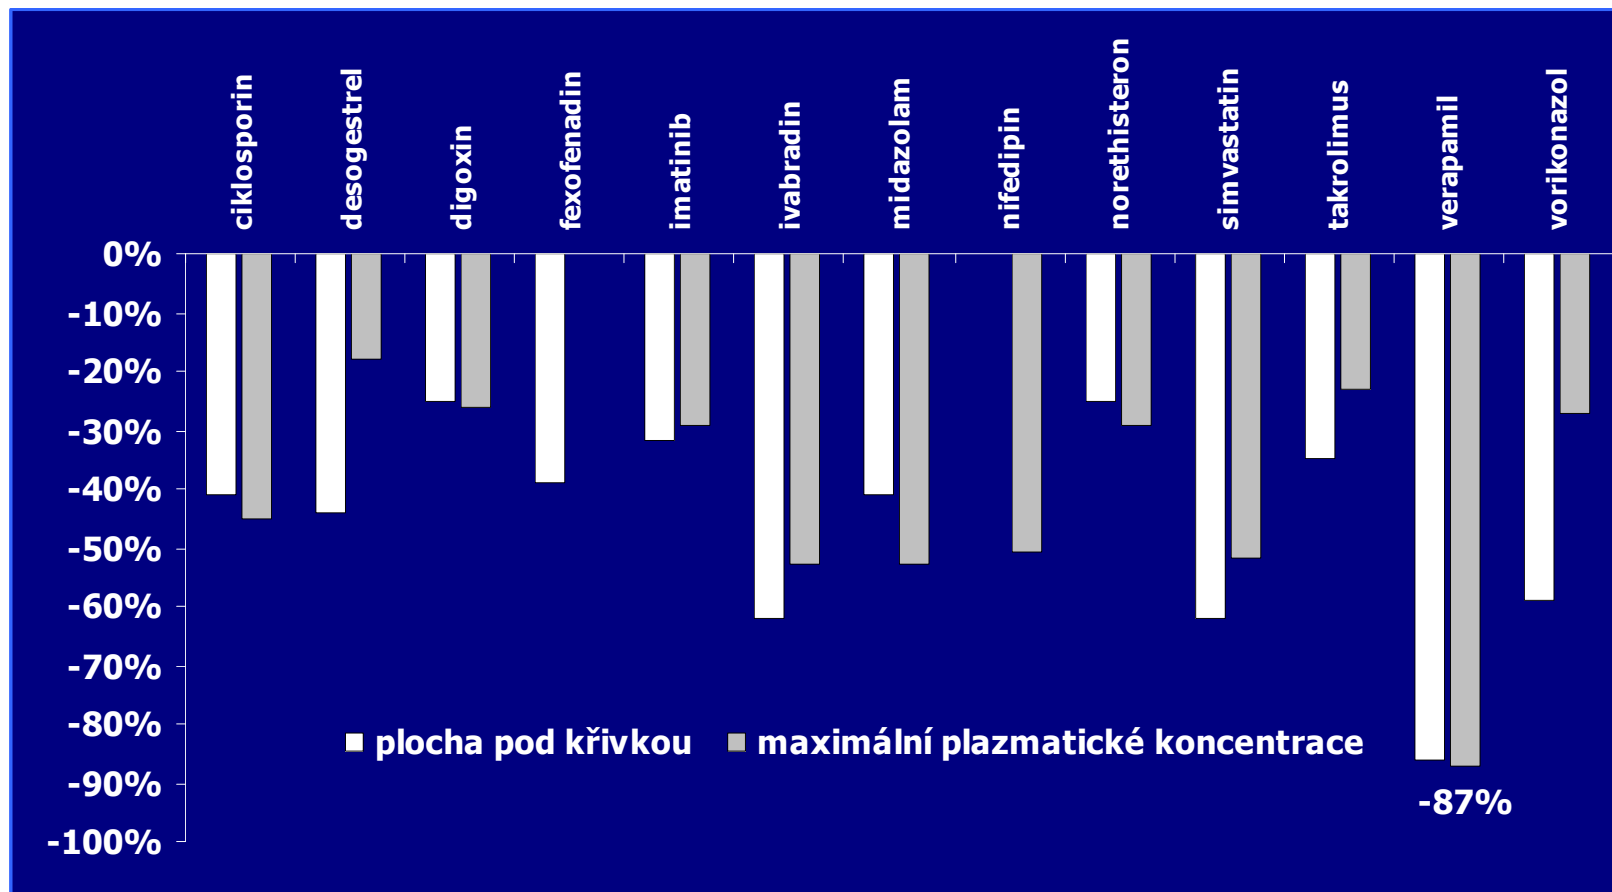 ciklosporin
desogestrel
digoxin
fexofenadin
imatinib
ivabradin
midazolam
nifedipin
norethisteron
simvastatin
takrolimus
verapamil
vorikonazol
0%
-10%
-20%
-30%
-40%
-50%
-60%
-70%
-80%
-90%
-100%
plocha pod křivkou
maximální plazmatické koncentrace
-87%